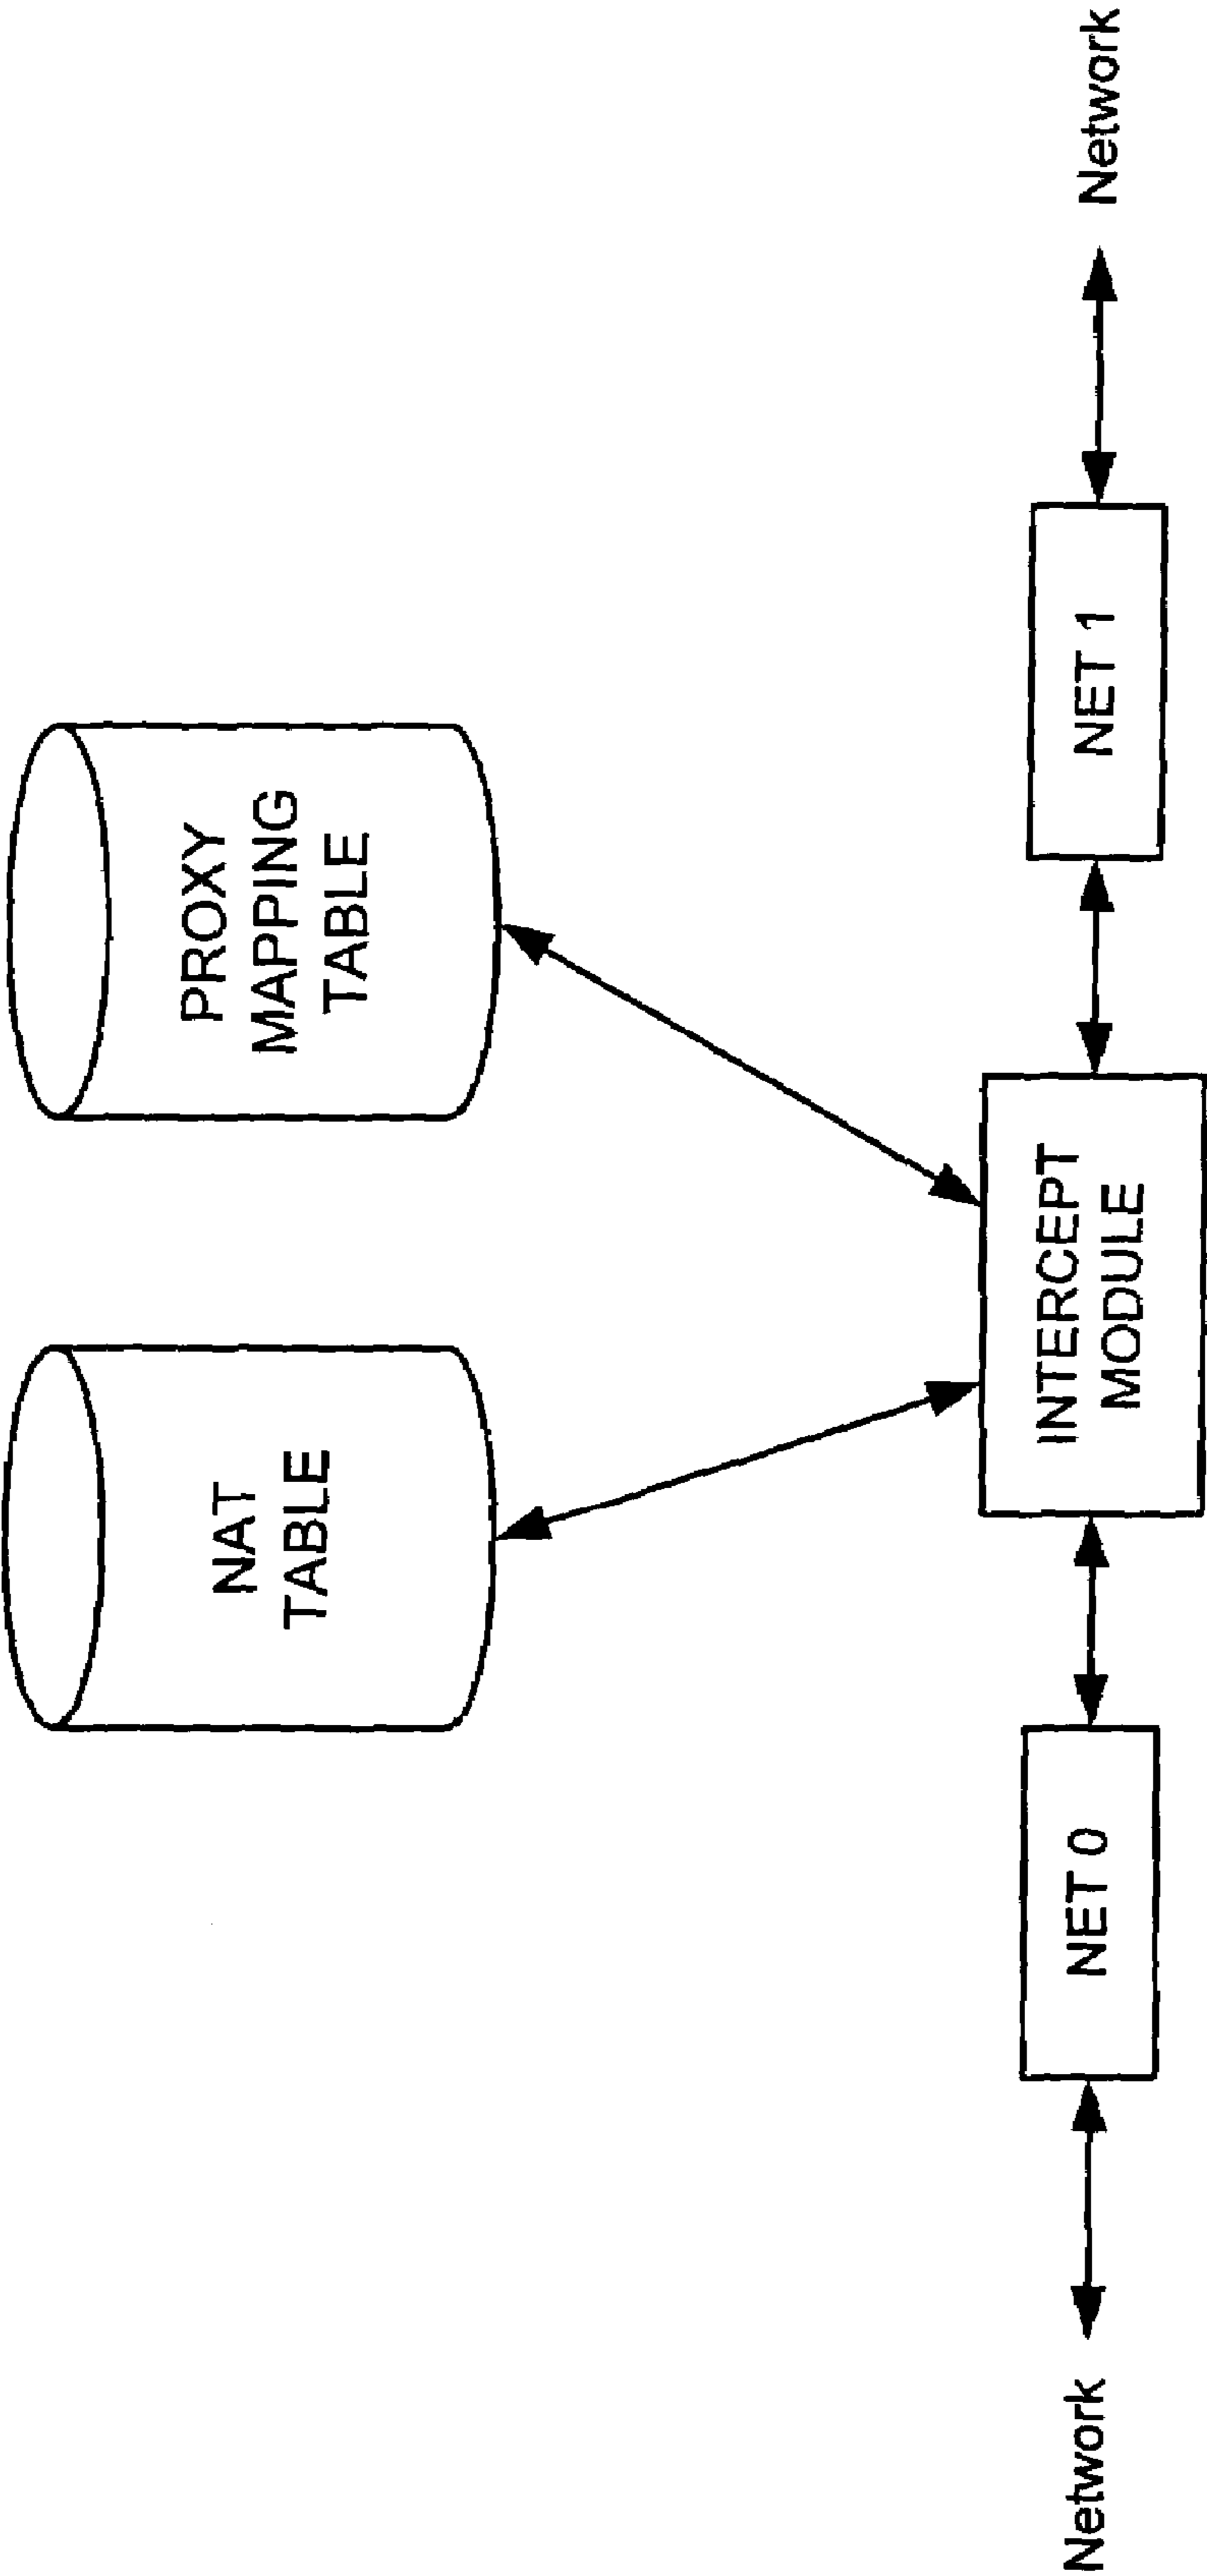 NAT
TABLE
PROXY
MAPPING
TABLE
Network
NET 0
INTERCEPT
MODULE
NET 1
Network